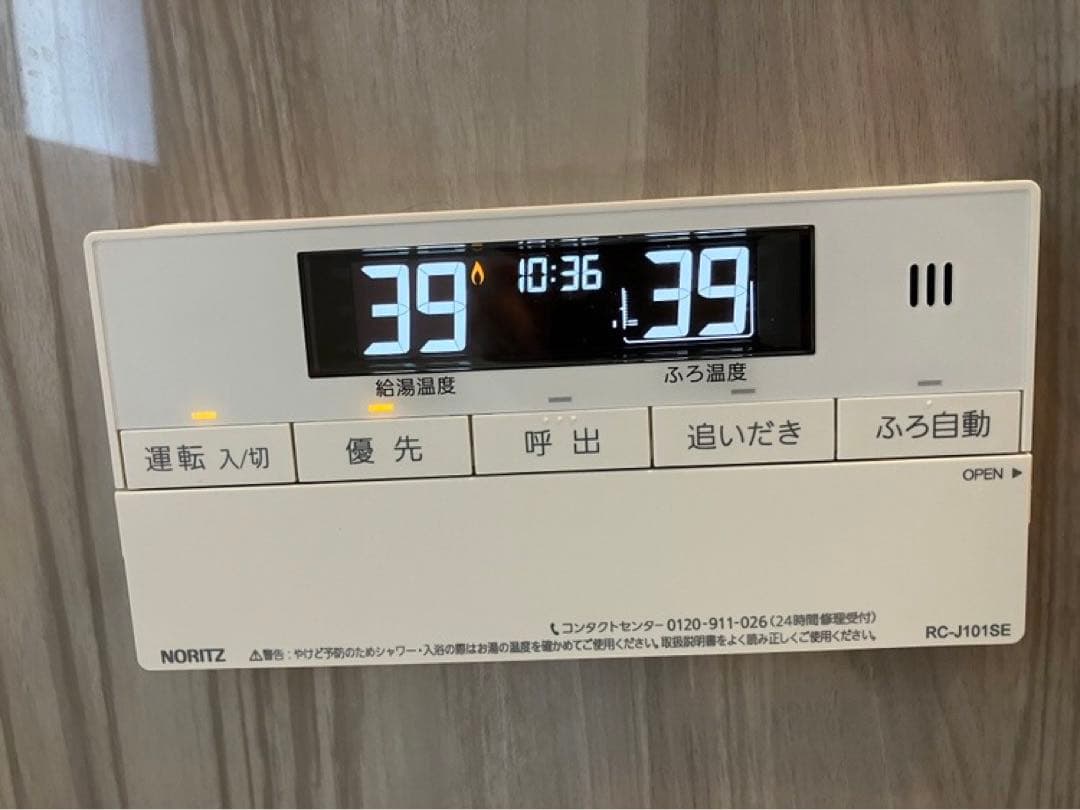 39 10:36 39
給湯温度 ふろ温度
運転 入/切 優先 呼出 追いだき ふろ自動
OPEN ▶
コンタクトセンター 0120-911-026(24時間修理受付)
NORITZ ⚠警告:やけど予防のためシャワー・入浴の際はお湯の温度を確かめてご使用ください。取扱説明書をよく読み正しくご使用ください。 RC-J101SE